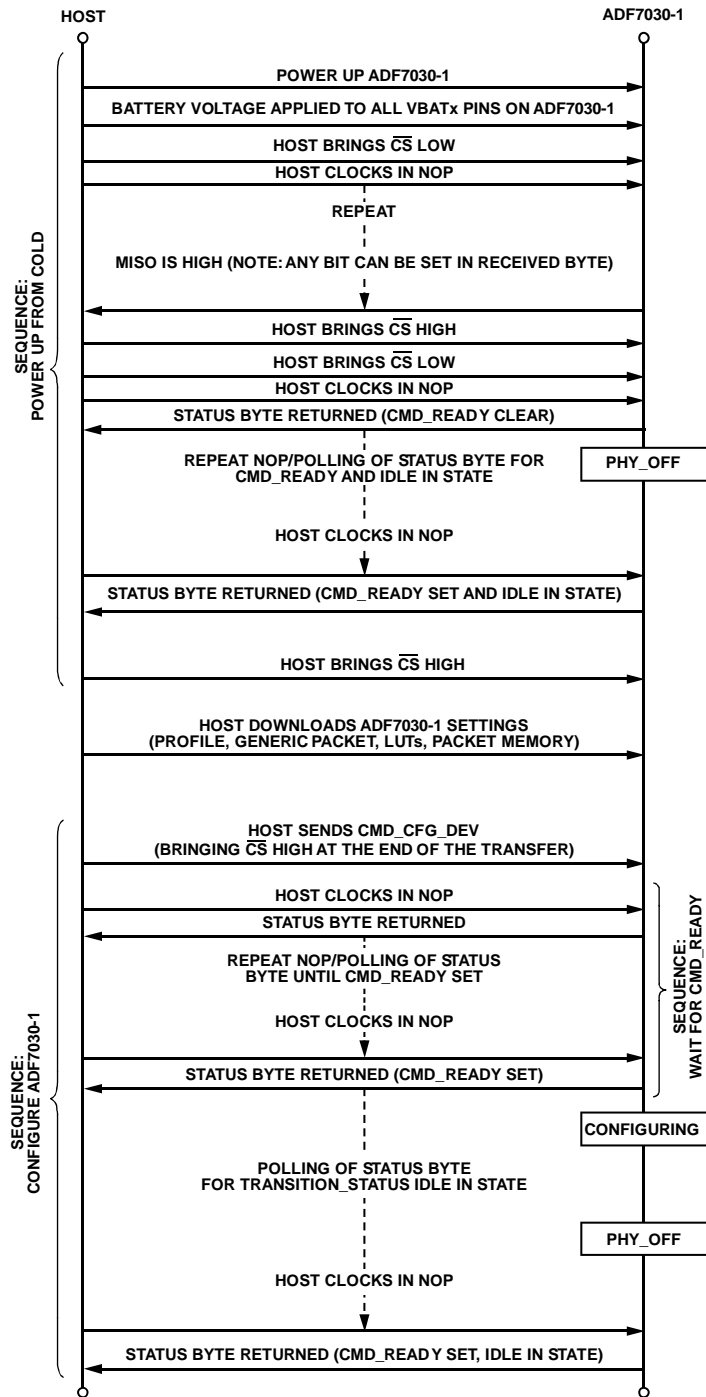 HOST
ADF7030-1
POWER UP ADF7030-1
BATTERY VOLTAGE APPLIED TO ALL VBATx PINS ON ADF7030-1
HOST BRINGS C̅S̅ LOW
HOST CLOCKS IN NOP
REPEAT
MISO IS HIGH (NOTE: ANY BIT CAN BE SET IN RECEIVED BYTE)
SEQUENCE:
POWER UP FROM COLD
HOST BRINGS C̅S̅ HIGH
HOST BRINGS C̅S̅ LOW
HOST CLOCKS IN NOP
STATUS BYTE RETURNED (CMD_READY CLEAR)
REPEAT NOP/POLLING OF STATUS BYTE FOR
CMD_READY AND IDLE IN STATE
PHY_OFF
HOST CLOCKS IN NOP
STATUS BYTE RETURNED (CMD_READY SET AND IDLE IN STATE)
HOST BRINGS C̅S̅ HIGH
HOST DOWNLOADS ADF7030-1 SETTINGS
(PROFILE, GENERIC PACKET, LUTs, PACKET MEMORY)
HOST SENDS CMD_CFG_DEV
(BRINGING C̅S̅ HIGH AT THE END OF THE TRANSFER)
HOST CLOCKS IN NOP
STATUS BYTE RETURNED
REPEAT NOP/POLLING OF STATUS
BYTE UNTIL CMD_READY SET
HOST CLOCKS IN NOP
STATUS BYTE RETURNED (CMD_READY SET)
SEQUENCE:
WAIT FOR CMD_READY
SEQUENCE:
CONFIGURE ADF7030-1
CONFIGURING
POLLING OF STATUS BYTE
FOR TRANSITION_STATUS IDLE IN STATE
PHY_OFF
HOST CLOCKS IN NOP
STATUS BYTE RETURNED (CMD_READY SET, IDLE IN STATE)